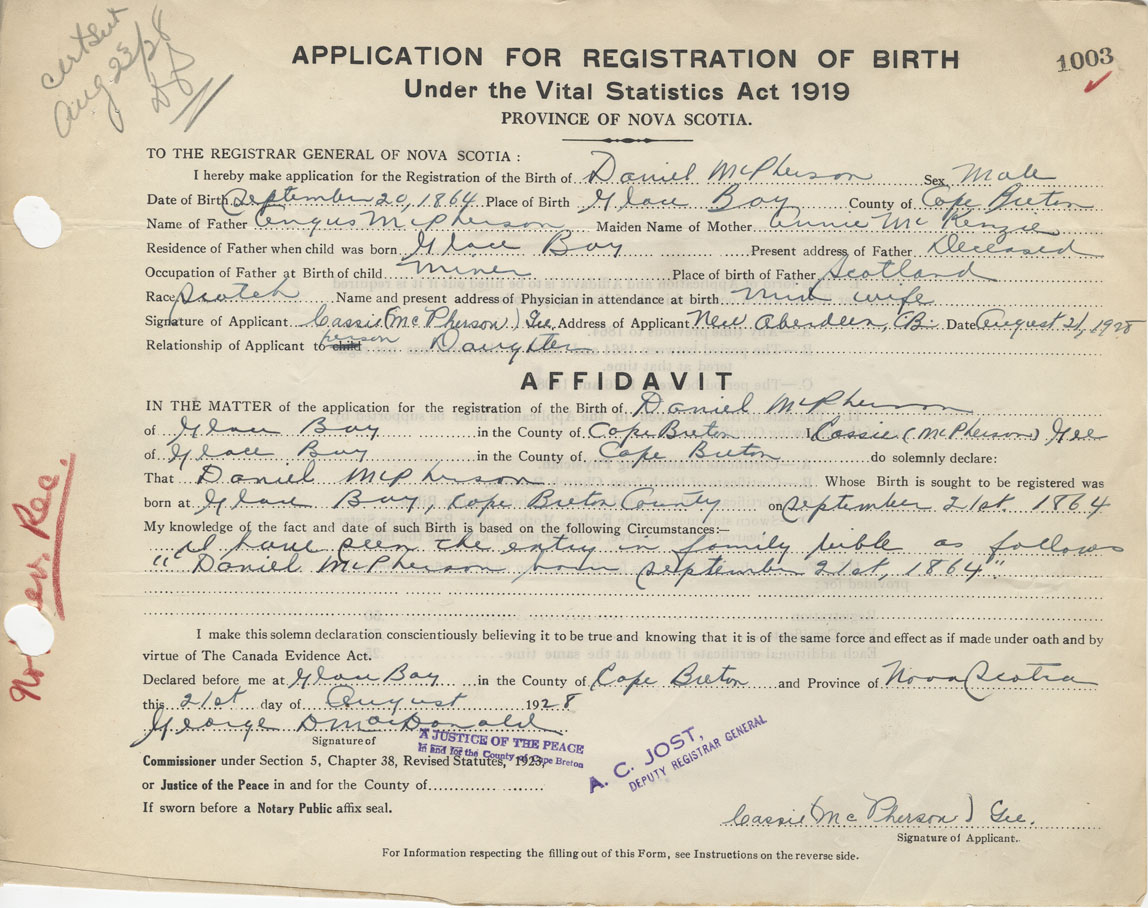 Cert Sent
Aug 23/28
1003
APPLICATION FOR REGISTRATION OF BIRTH
Under the Vital Statistics Act 1919
PROVINCE OF NOVA SCOTIA.
TO THE REGISTRAR GENERAL OF NOVA SCOTIA :
I hereby make application for the Registration of the Birth of Daniel McPherson Sex Male
Date of Birth September 20, 1864 Place of Birth Glace Bay County of Cape Breton
Name of Father Angus McPherson Maiden Name of Mother Annie McKenzie
Residence of Father when child was born Glace Bay Present address of Father Deceased
Occupation of Father at Birth of child Miner Place of birth of Father Scotland
Race Scotch Name and present address of Physician in attendance at birth Mid wife
Signature of Applicant Cassie (McPherson) Gee Address of Applicant New Aberdeen, C.B. Date August 21, 1928
Relationship of Applicant to child person Daughter
AFFIDAVIT
IN THE MATTER of the application for the registration of the Birth of Daniel McPherson
of Glace Bay in the County of Cape Breton I Cassie (McPherson) Gee
of Glace Bay in the County of Cape Breton do solemnly declare:
That Daniel McPherson Whose Birth is sought to be registered was
born at Glace Bay, Cape Breton County on September 21st 1864
My knowledge of the fact and date of such Birth is based on the following Circumstances:—
I have seen the entry in family bible as follows
"Daniel McPherson born September 21st, 1864"
I make this solemn declaration conscientiously believing it to be true and knowing that it is of the same force and effect as if made under oath and by
virtue of The Canada Evidence Act.
Declared before me at Glace Bay in the County of Cape Breton and Province of Nova Scotia
this 21st day of August 1928
George D MacDonald
Signature of
A JUSTICE OF THE PEACE
In and for the County of Cape Breton
Commissioner under Section 5, Chapter 38, Revised Statutes, 1923,
or Justice of the Peace in and for the County of
If sworn before a Notary Public affix seal.
A. C. JOST,
DEPUTY REGISTRAR GENERAL
Cassie (McPherson) Gee.
Signature of Applicant.
For Information respecting the filling out of this Form, see Instructions on the reverse side.
Rec.